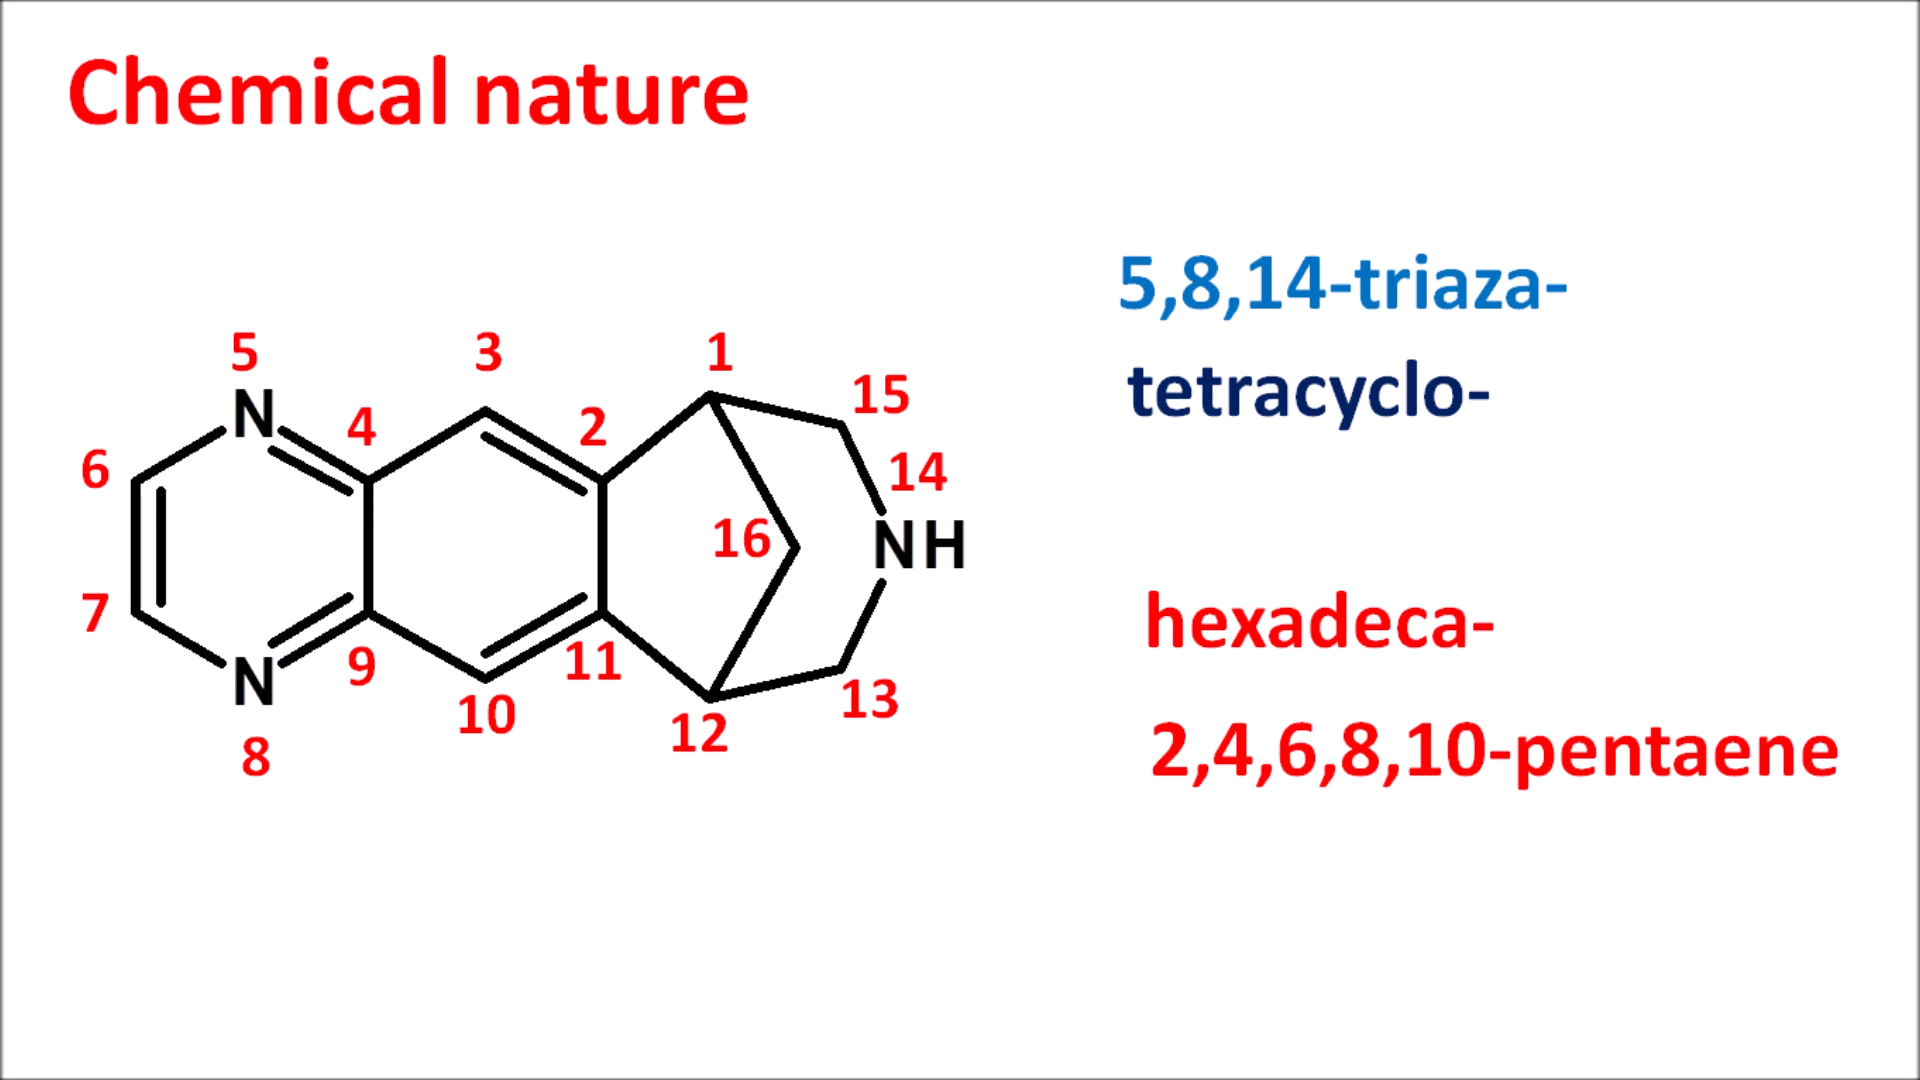 Chemical nature
5,8,14-triaza-
tetracyclo-
hexadeca-
2,4,6,8,10-pentaene
5 3 1
15
4 2
6 14
N
16 NH
7 9 11
N 13
10 12
8